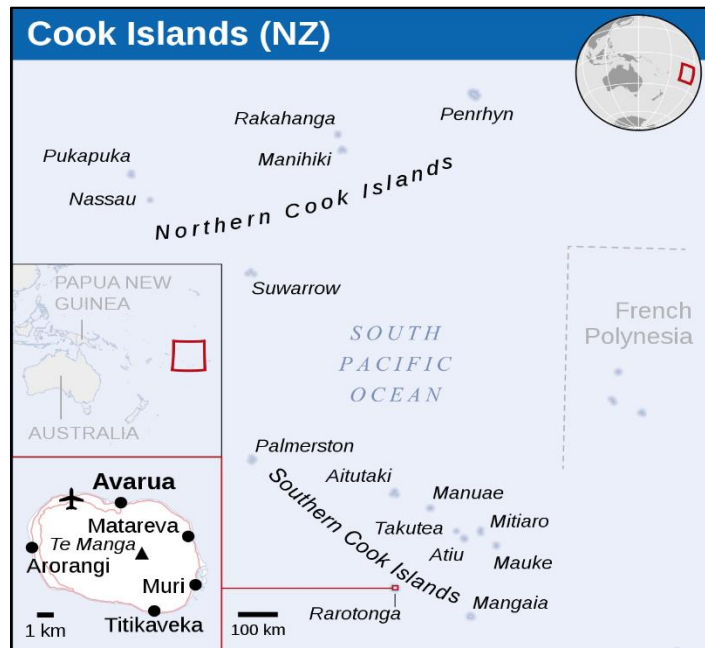 Cook Islands (NZ)
Penrhyn
Rakahanga
Manihiki
Pukapuka
Nassau
Northern Cook Islands
Suwarrow
PAPUA NEW
GUINEA
AUSTRALIA
SOUTH
PACIFIC
OCEAN
French
Polynesia
Palmerston
Aitutaki
Manuae
Takutea
Mitiaro
Atiu
Mauke
Southern Cook Islands
Rarotonga
Mangaia
Avarua
Matareva
Te Manga
Arorangi
Muri
Titikaveka
1 km
100 km